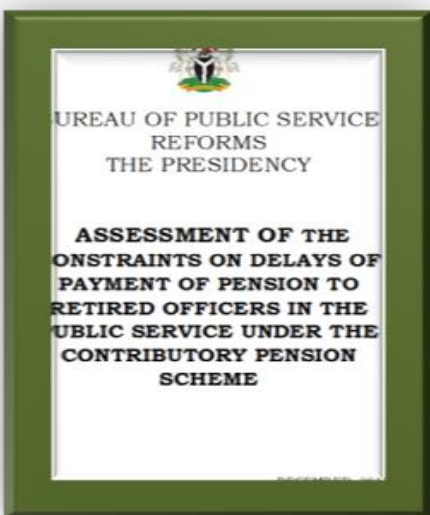 UREAU OF PUBLIC SERVICE
REFORMS
THE PRESIDENCY
ASSESSMENT OF THE
ONSTRAINTS ON DELAYS OF
PAYMENT OF PENSION TO
RETIRED OFFICERS IN THE
UBLIC SERVICE UNDER THE
CONTRIBUTORY PENSION
SCHEME